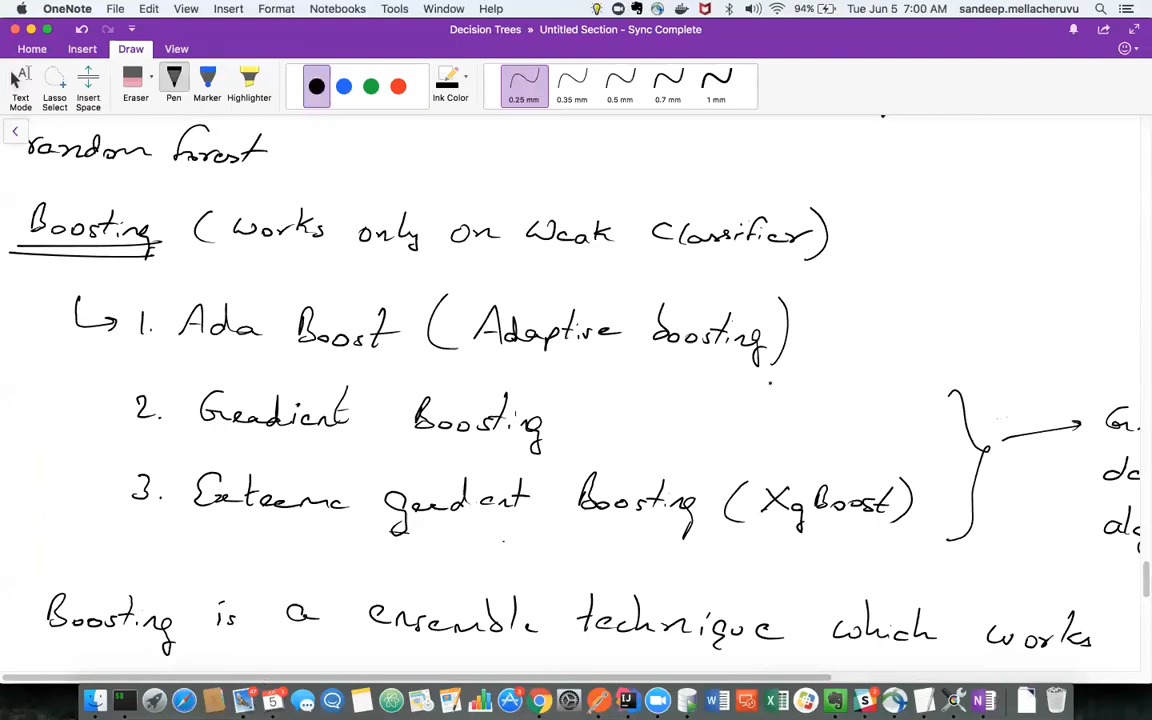 OneNote File Edit View Insert Format Notebooks Tools Window Help 94% Tue Jun 5 7:00 AM sandeep.mellacheruvu
Decision Trees » Untitled Section - Sync Complete
Home Insert Draw View
Text Mode Lasso Select Insert Space Eraser Pen Marker Highlighter Ink Color 0.25 mm 0.35 mm 0.5 mm 0.7 mm 1 mm
random forest
Boosting (works only on weak classifier)
1. Ada Boost (Adaptive boosting)
2. Gradient Boosting
3. Extreme gradient Boosting (XgBoost)
Boosting is a ensemble technique which works